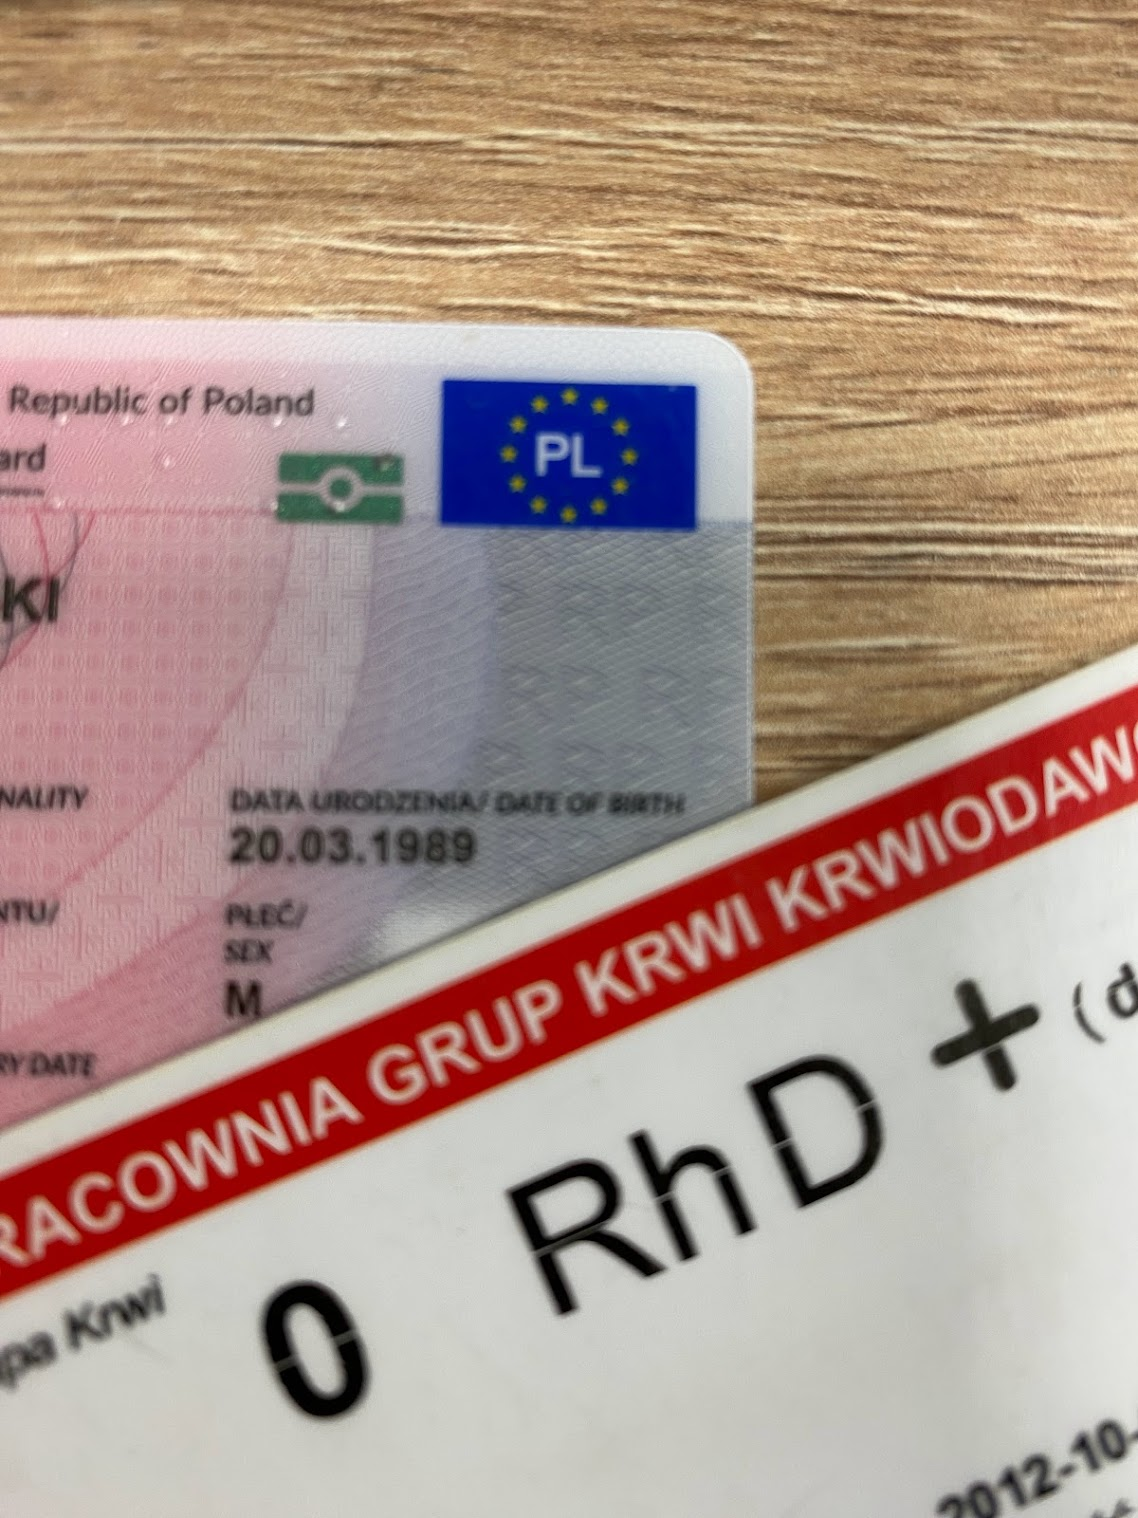 Republic of Poland
ard
PL
KI
NALITY
DATA URODZENIA/ DATE OF BIRTH
20.03.1989
NTU/
PŁEĆ/
SEX
M
RY DATE
RACOWNIA GRUP KRWI KRWIODAW
upa Krwi
0 RhD + (d
2012-10-